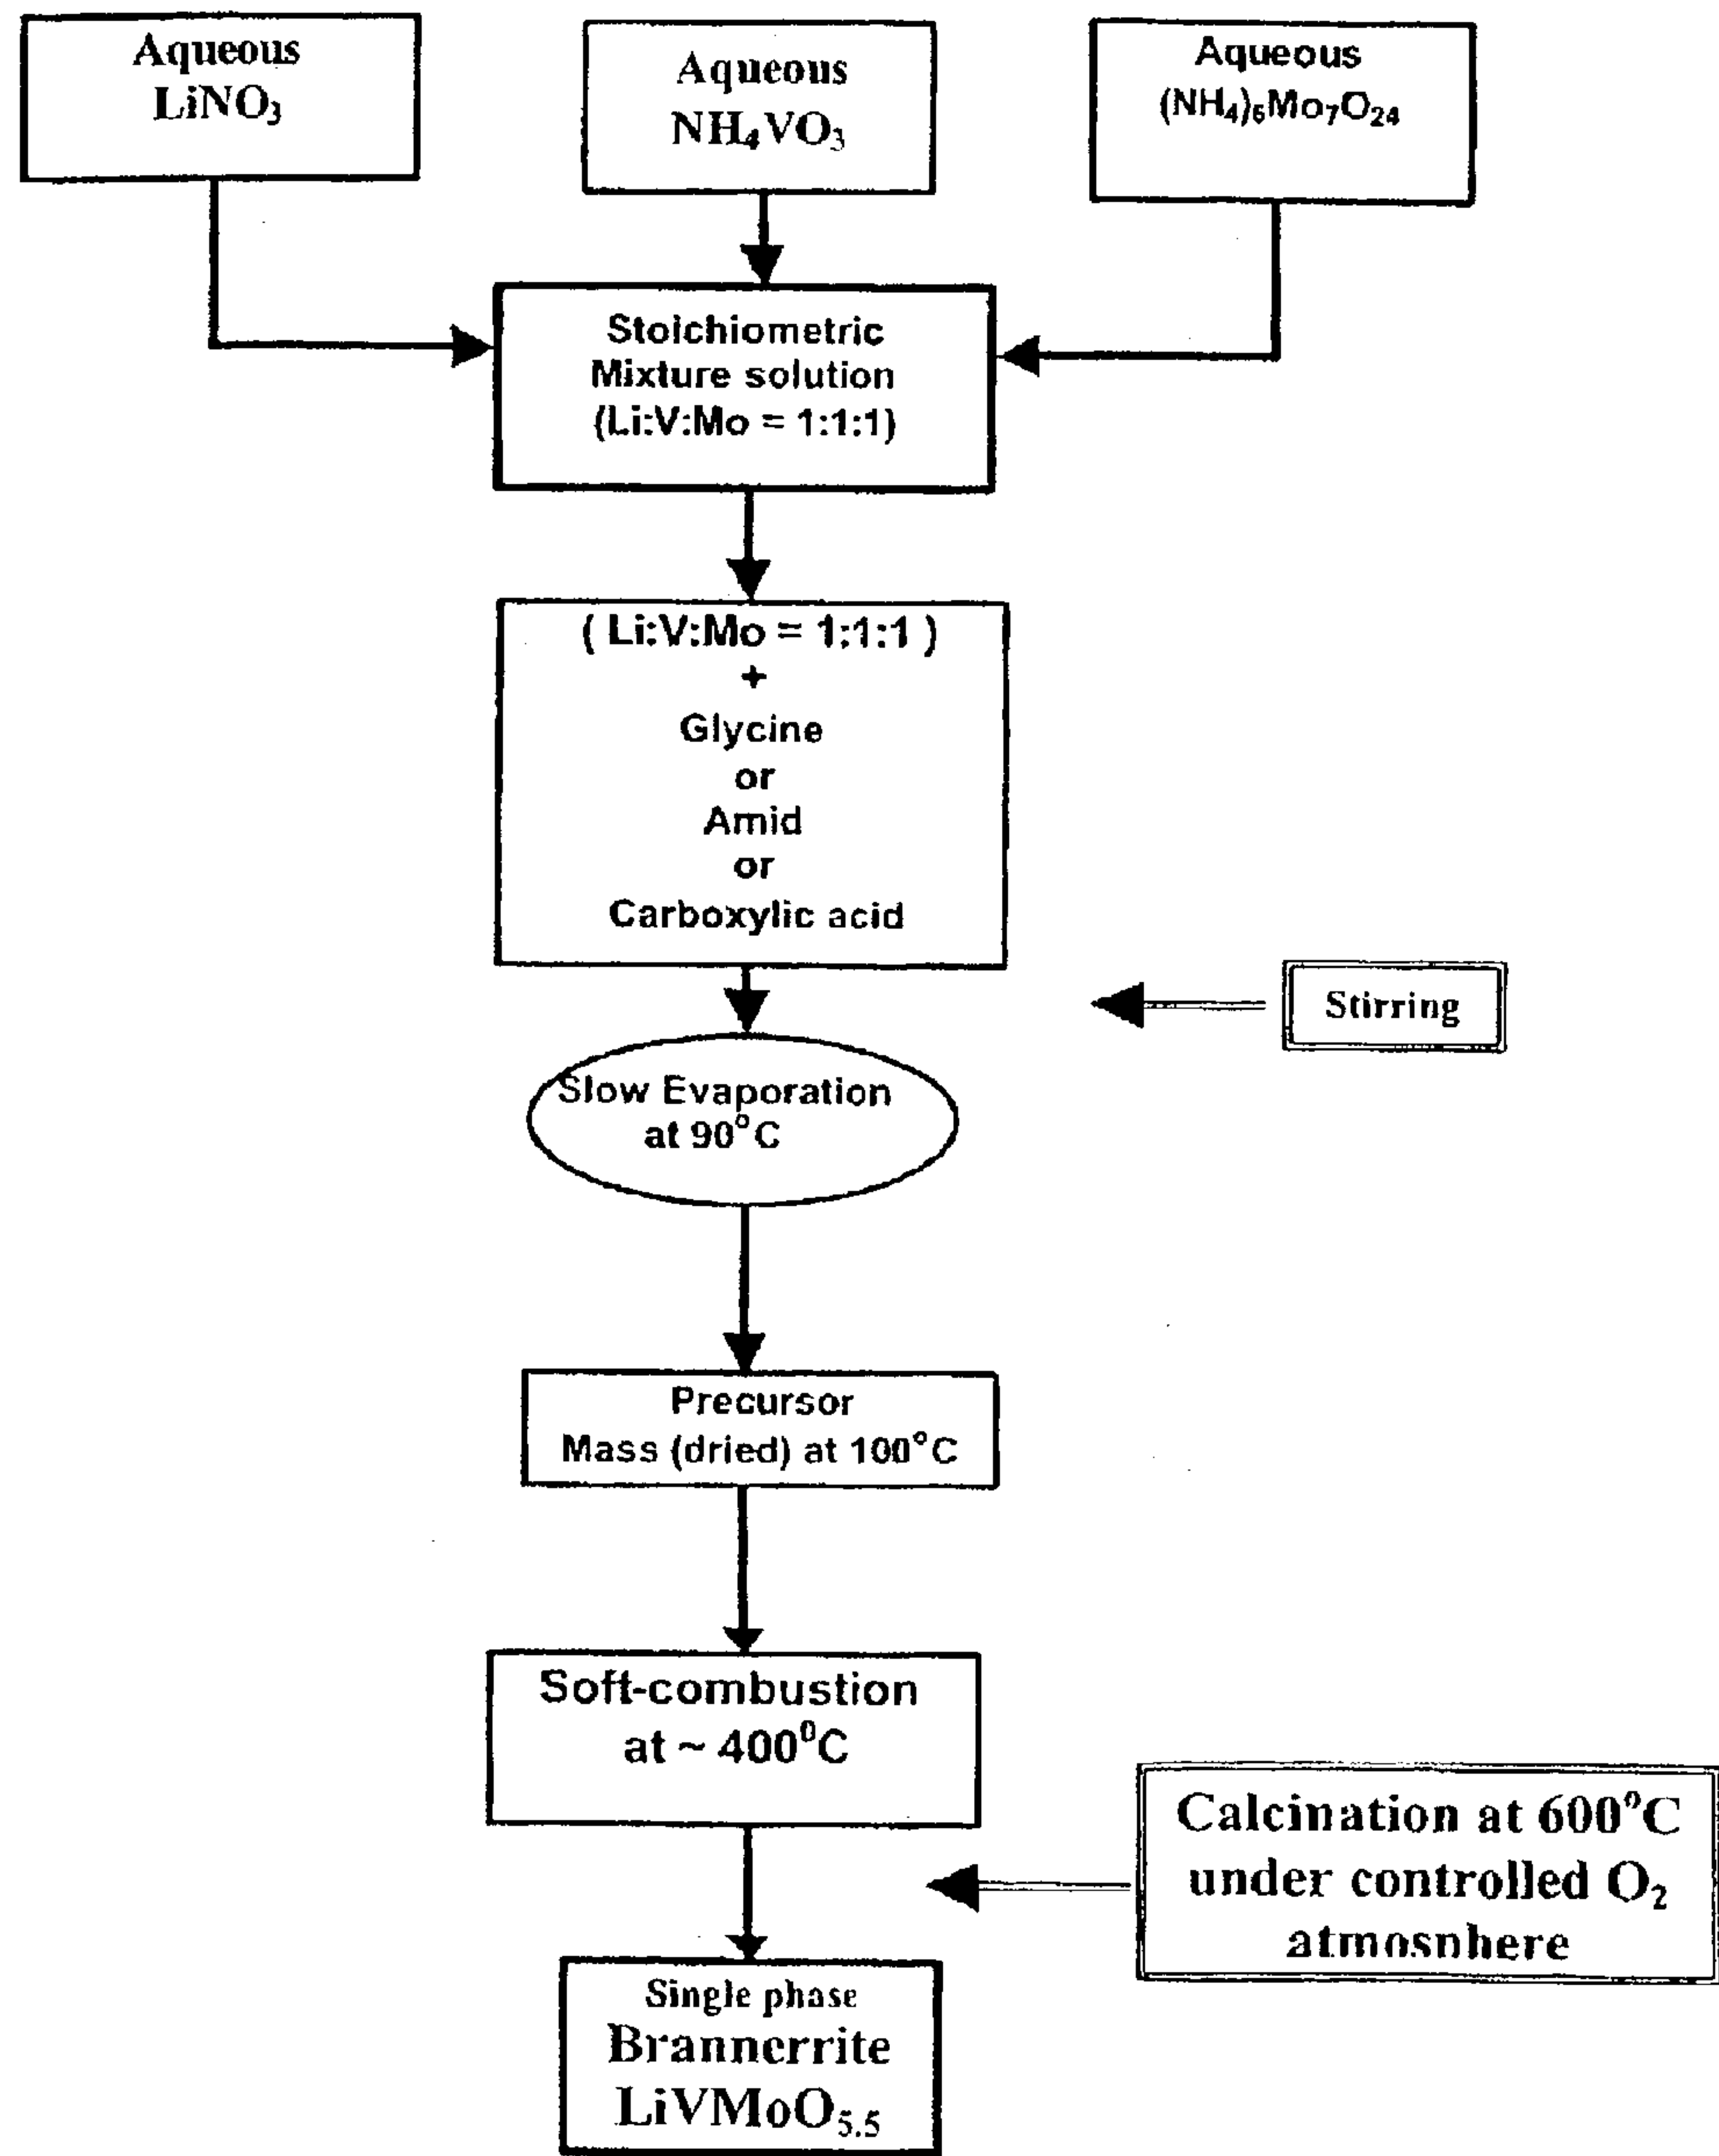 Aqueous
LiNO₃
Aqueous
NH₄VO₃
Aqueous
(NH₄)₆Mo₇O₂₄
Stoichiometric
Mixture solution
(Li:V:Mo = 1:1:1)
( Li:V:Mo = 1:1:1 )
+
Glycine
or
Amid
or
Carboxylic acid
Stirring
Slow Evaporation
at 90°C
Precursor
Mass (dried) at 100°C
Soft-combustion
at ~ 400⁰C
Calcination at 600⁰C
under controlled O₂
atmosphere
Single phase
Brannerrite
LiVMoO₅.₅